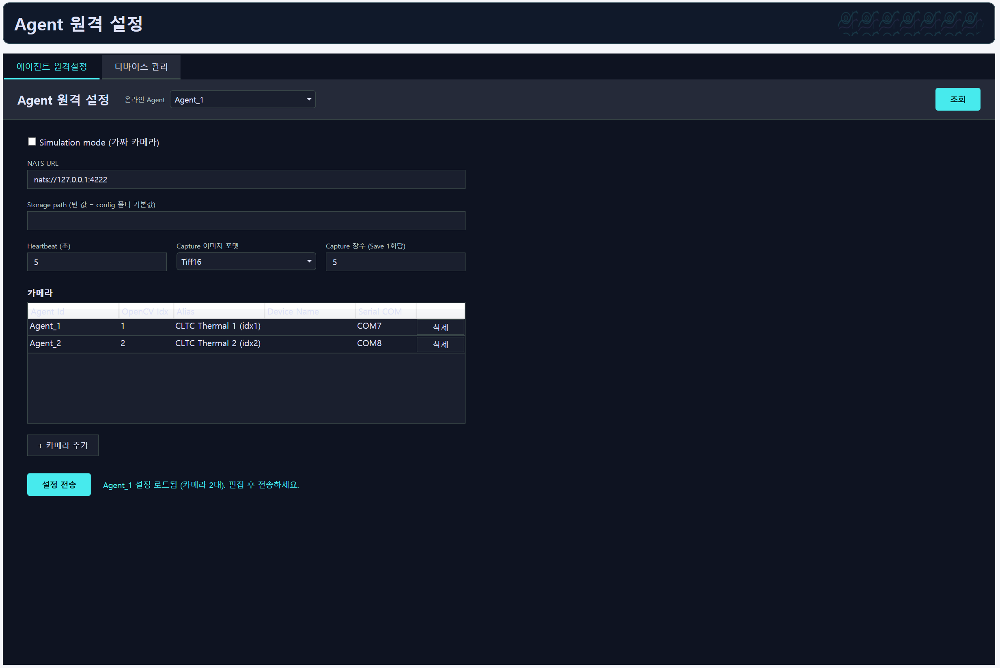 Agent 원격 설정
에이전트 원격설정 디바이스 관리
Agent 원격 설정 온라인 Agent Agent_1 조회
Simulation mode (가짜 카메라)
NATS URL
nats://127.0.0.1:4222
Storage path (빈 값 = config 폴더 기본값)
Heartbeat (초) Capture 이미지 포맷 Capture 장수 (Save 1회당)
5 Tiff16 5
카메라
Agent Id OpenCV Idx Alias Device Name Serial COM
Agent_1 1 CLTC Thermal 1 (idx1) COM7 삭제
Agent_2 2 CLTC Thermal 2 (idx2) COM8 삭제
+ 카메라 추가
설정 전송 Agent_1 설정 로드됨 (카메라 2대). 편집 후 전송하세요.